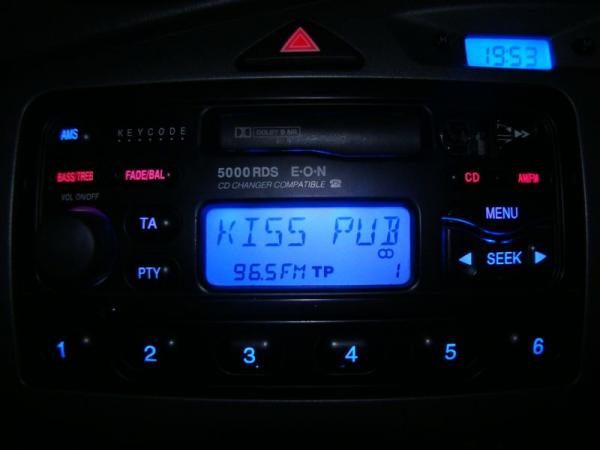 19:53
AMS
KEYCODE
DOLBY B NR
BASS/TREB
FADE/BAL
5000 RDS E·O·N
CD CHANGER COMPATIBLE
CD
AM/FM
VOL ON/OFF
TA
KISS PUB
MENU
PTY
96.5FM TP 1
SEEK
1 2 3 4 5 6